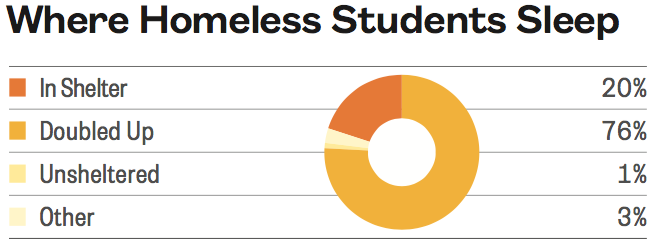 Where Homeless Students Sleep
In Shelter 20%
Doubled Up 76%
Unsheltered 1%
Other 3%